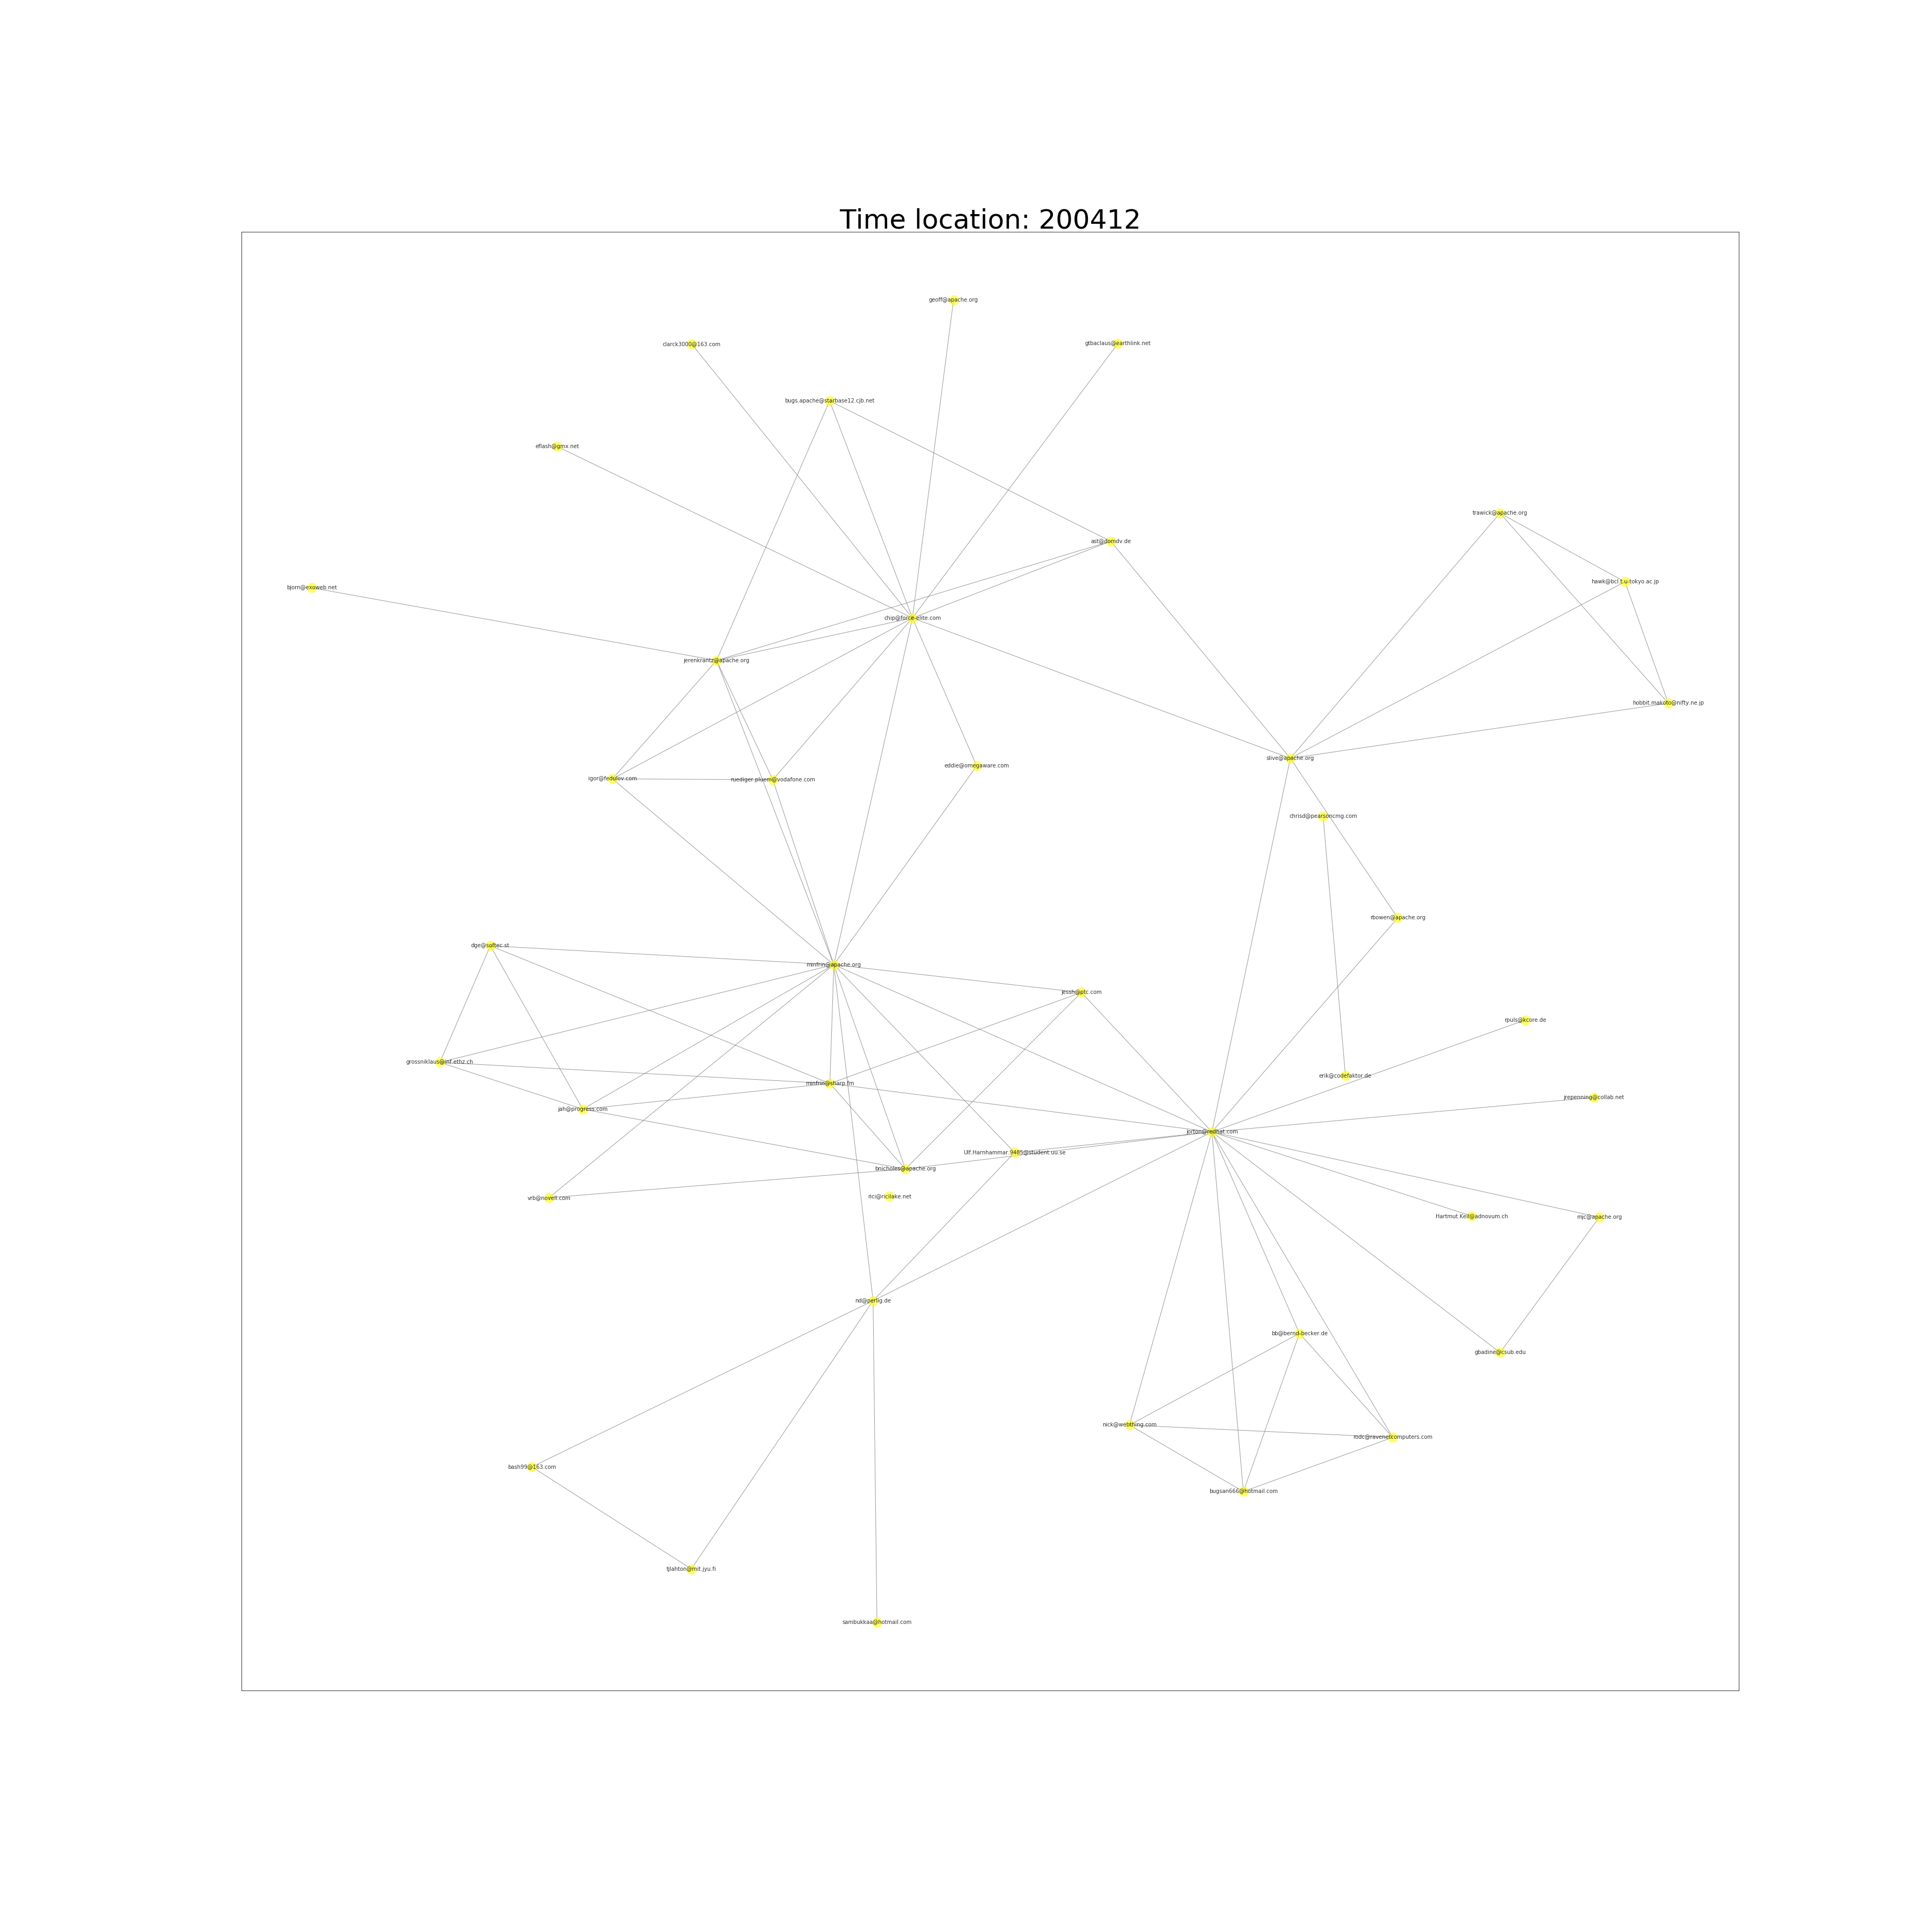 Time location: 200412
geoff@apache.org
clarck3000@163.com
gtbaclaus@earthlink.net
bugs.apache@starbase12.cjb.net
eflash@gmx.net
trawick@apache.org
ast@domdv.de
hawk@bcl.t.u-tokyo.ac.jp
bjorn@exoweb.net
chip@force-elite.com
jerenkrantz@apache.org
hobbit.makoto@nifty.ne.jp
slive@apache.org
eddie@omegaware.com
igor@fedulov.com
ruediger.pluem@vodafone.com
chrisd@pearsoncmg.com
rbowen@apache.org
dge@softec.st
minfrin@apache.org
jessh@ptc.com
rpuls@kcore.de
grossniklaus@inf.ethz.ch
erik@codefaktor.de
minfrin@sharp.fm
jrepenning@collab.net
jah@progress.com
jorton@redhat.com
Ulf.Harnhammar.9485@student.uu.se
bnicholes@apache.org
rici@ricilake.net
vrb@novell.com
Hartmut.Keil@adnovum.ch
mjc@apache.org
nd@perlig.de
bb@bernd-becker.de
gbadine@csub.edu
nick@webthing.com
rodc@ravenelcomputers.com
bash99@163.com
bugsan666@hotmail.com
tjlahton@mit.jyu.fi
sambukkaa@hotmail.com